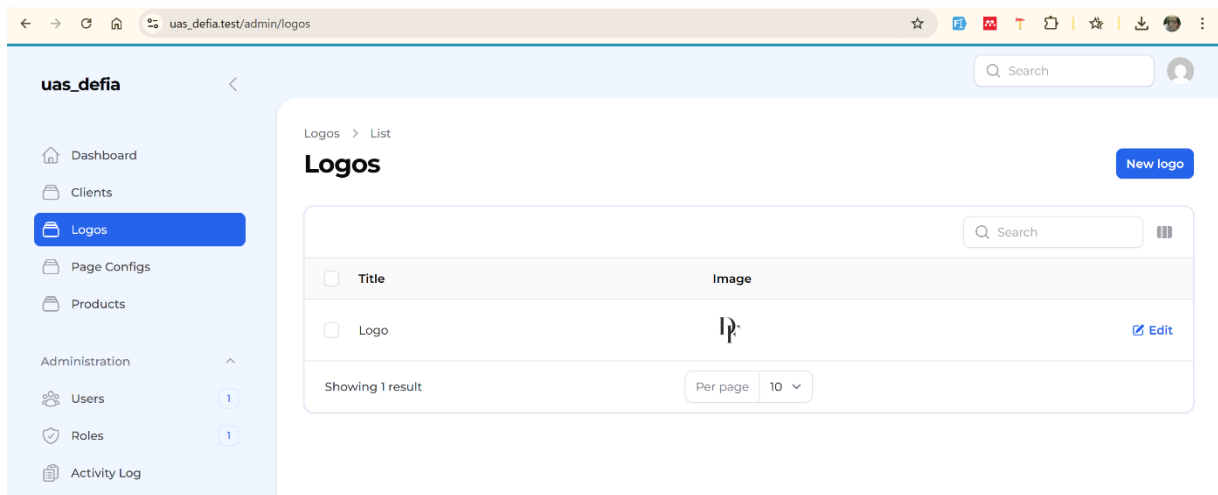 uas_defia.test/admin/logos
uas_defia
Search
Dashboard
Clients
Logos
Page Configs
Products
Administration
Users 1
Roles 1
Activity Log
Logos > List
Logos
New logo
Search
Title Image
Logo DF Edit
Showing 1 result
Per page 10